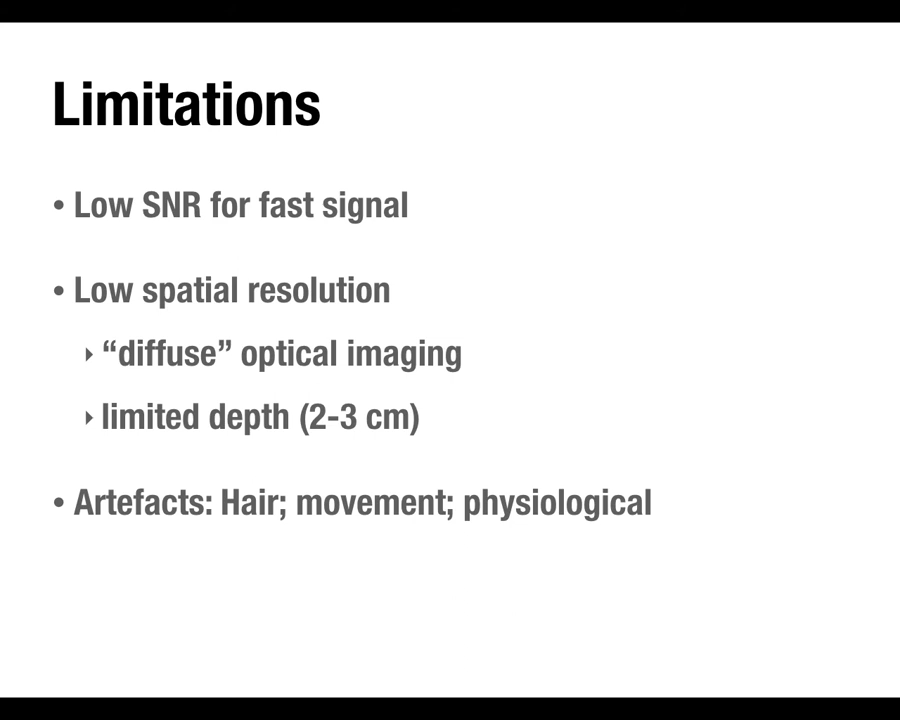 Limitations
• Low SNR for fast signal
• Low spatial resolution
‣ “diffuse” optical imaging
‣ limited depth (2-3 cm)
• Artefacts: Hair; movement; physiological